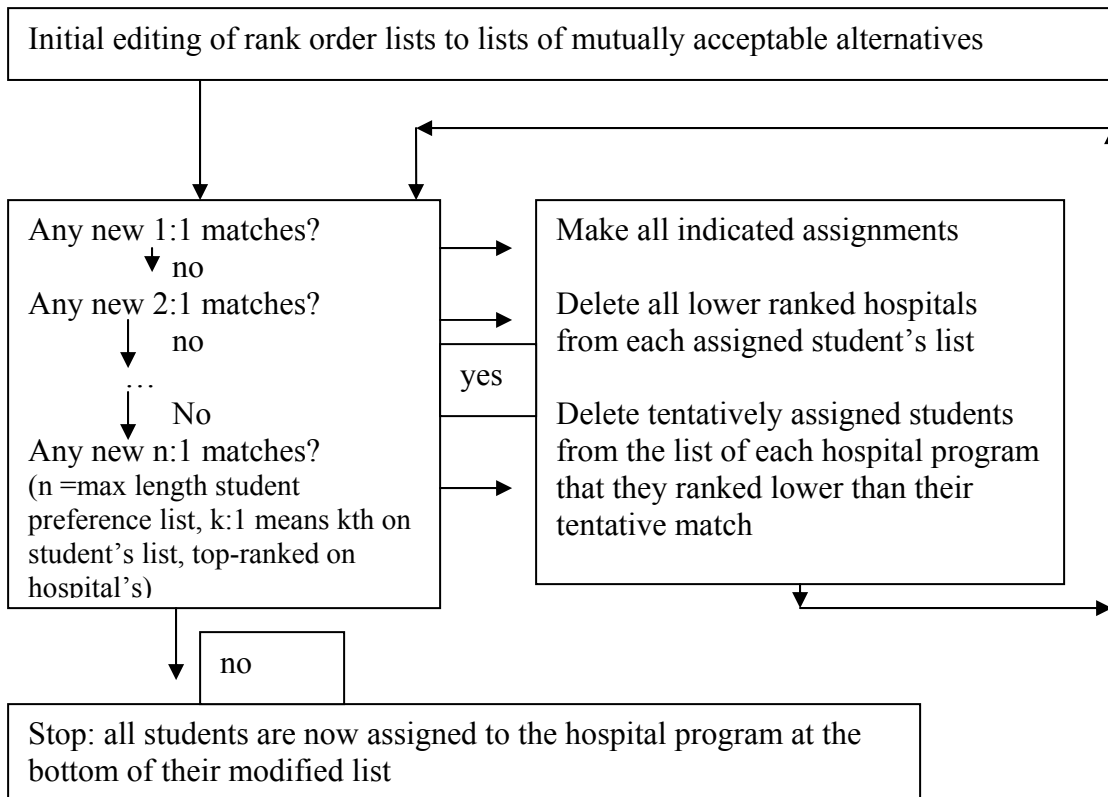 Initial editing of rank order lists to lists of mutually acceptable alternatives
Any new 1:1 matches?
no
Any new 2:1 matches?
no
…
No
Any new n:1 matches?
(n =max length student
preference list, k:1 means kth on
student’s list, top-ranked on
hospital’s)
yes
Make all indicated assignments
Delete all lower ranked hospitals
from each assigned student’s list
Delete tentatively assigned students
from the list of each hospital program
that they ranked lower than their
tentative match
no
Stop: all students are now assigned to the hospital program at the
bottom of their modified list